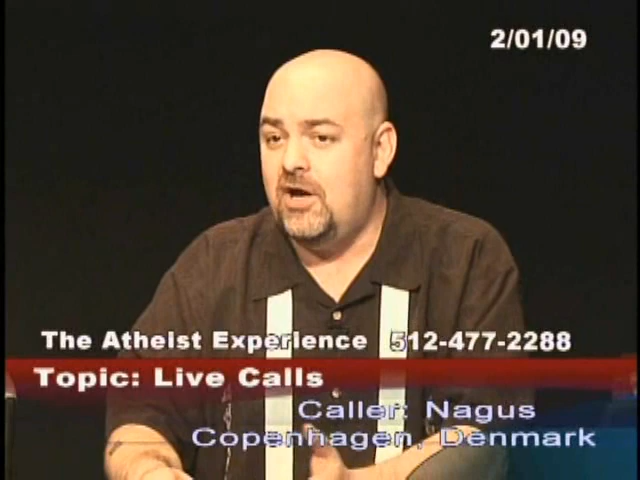 2/01/09
The Atheist Experience 512-477-2288
Topic: Live Calls
Caller: Nagus
Copenhagen, Denmark